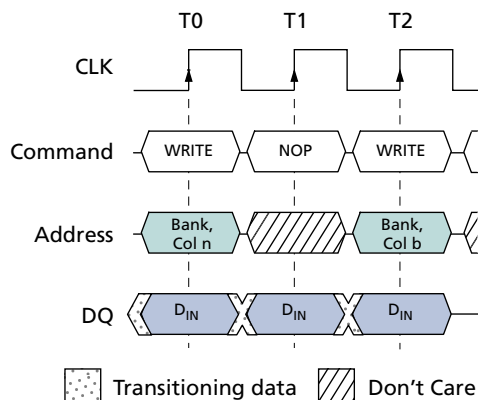 T0 T1 T2
CLK
Command WRITE NOP WRITE
Address Bank, Col n Bank, Col b
DQ DIN DIN DIN
Transitioning data Don't Care